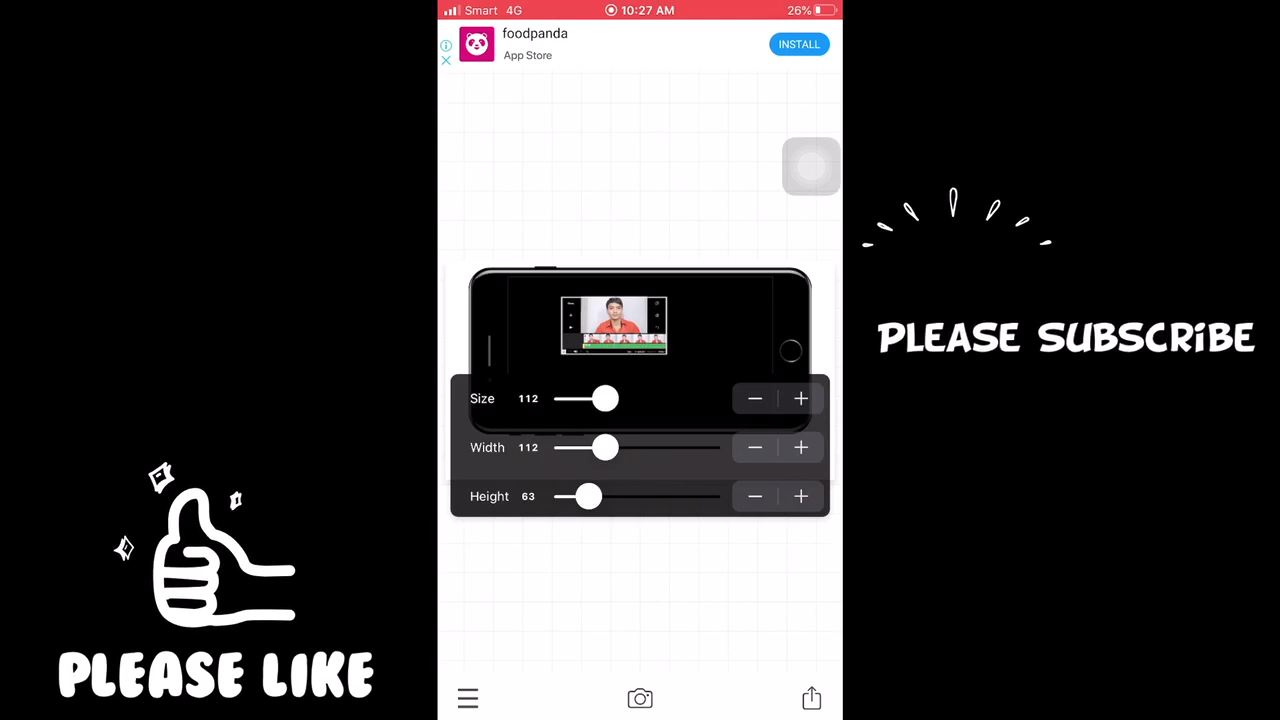 Smart 4G 10:27 AM 26%
foodpanda
App Store
INSTALL
PLEASE SUBSCRIBE
Size 112
Width 112
Height 63
PLEASE LIKE